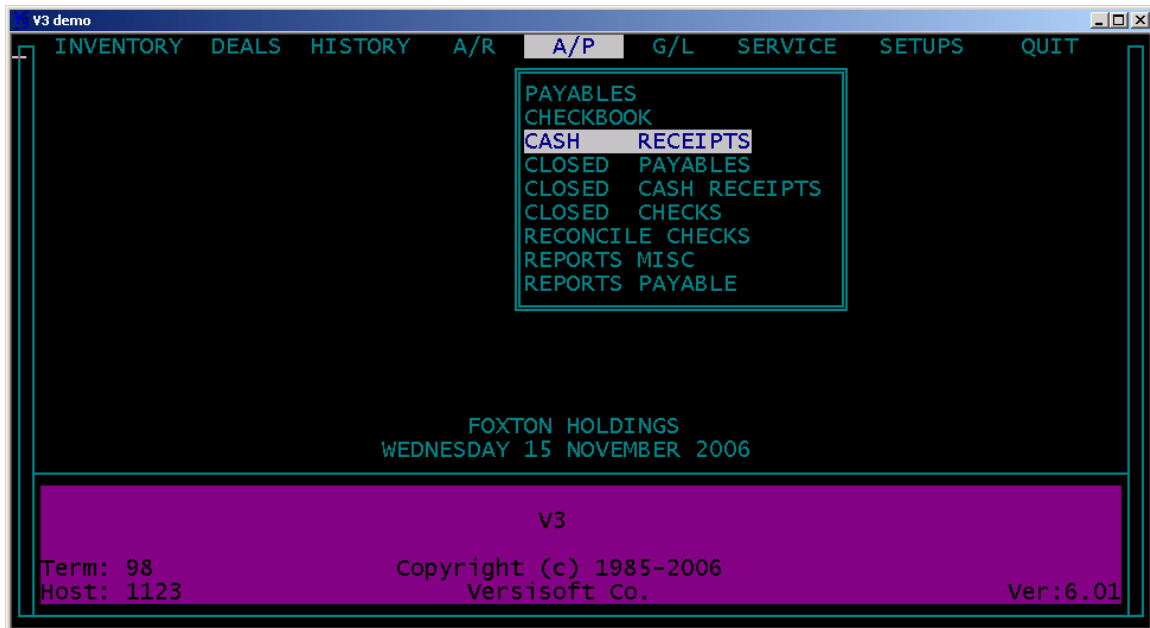 V3 demo
INVENTORY DEALS HISTORY A/R A/P G/L SERVICE SETUPS QUIT
PAYABLES
CHECKBOOK
CASH RECEIPTS
CLOSED PAYABLES
CLOSED CASH RECEIPTS
CLOSED CHECKS
RECONCILE CHECKS
REPORTS MISC
REPORTS PAYABLE
FOXTON HOLDINGS
WEDNESDAY 15 NOVEMBER 2006
V3
Term: 98 Copyright (c) 1985-2006
Host: 1123 Versisoft Co. Ver:6.01